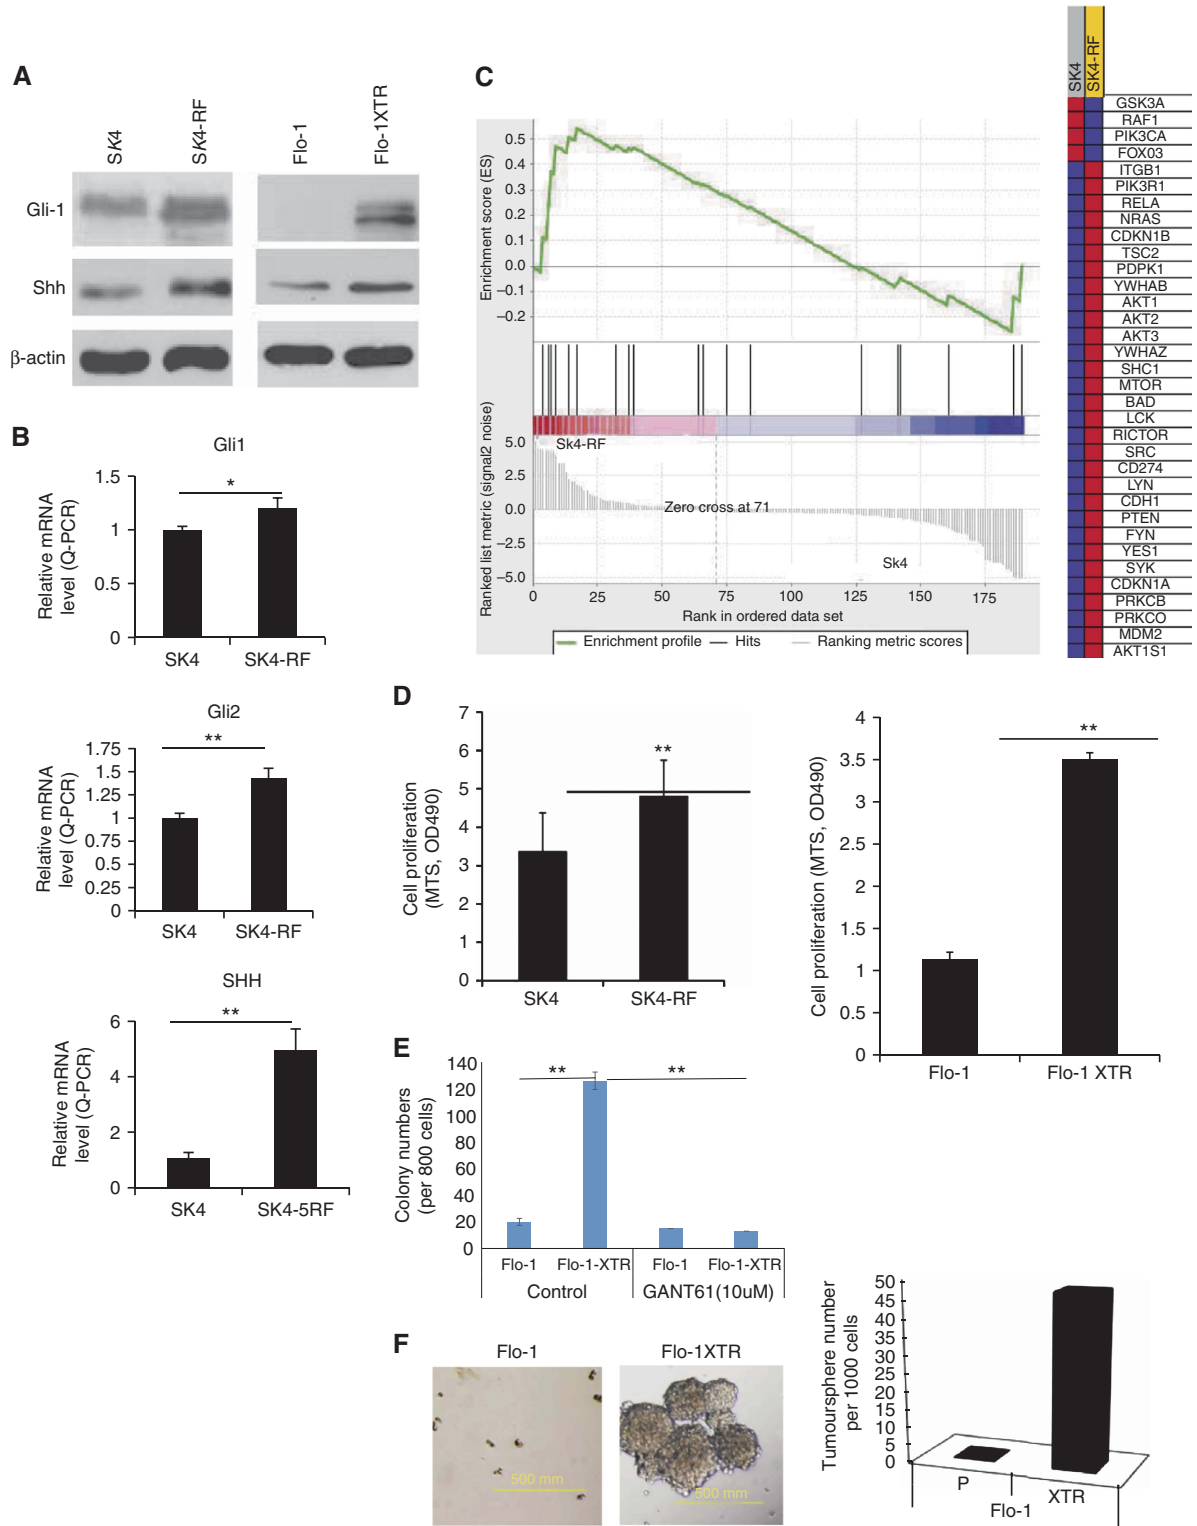 A
SK4
SK4-RF
Flo-1
Flo-1XTR
Gli-1
Shh
β-actin
B
Gli1
Relative mRNA
level (Q-PCR)
1.5
1
0.5
0
*
SK4
SK4-RF
Gli2
Relative mRNA
level (Q-PCR)
1.75
1.5
1.25
1
0.75
0.5
0.25
0
**
SK4
SK4-RF
SHH
Relative mRNA
level (Q-PCR)
6
4
2
0
**
SK4
SK4-5RF
C
Enrichment score (ES)
0.5
0.4
0.3
0.2
0.1
0.0
−0.1
−0.2
Ranked list metric (signal2 noise)
5.0
2.5
0.0
−2.5
−5.0
Sk4-RF
Zero cross at 71
Sk4
0 25 50 75 100 125 150 175
Rank in ordered data set
Enrichment profile
Hits
Ranking metric scores
SK4
SK4-RF
GSK3A
RAF1
PIK3CA
FOX03
ITGB1
PIK3R1
RELA
NRAS
CDKN1B
TSC2
PDPK1
YWHAB
AKT1
AKT2
AKT3
YWHAZ
SHC1
MTOR
BAD
LCK
RICTOR
SRC
CD274
LYN
CDH1
PTEN
FYN
YES1
SYK
CDKN1A
PRKCB
PRKCO
MDM2
AKT1S1
D
Cell proliferation
(MTS, OD490)
7
6
5
4
3
2
1
0
**
SK4
SK4-RF
Cell proliferation (MTS, OD490)
4
3.5
3
2.5
2
1.5
1
0.5
0
**
Flo-1
Flo-1 XTR
E
Colony numbers
(per 800 cells)
140
120
100
80
60
40
20
0
**
**
Flo-1
Flo-1-XTR
Flo-1
Flo-1-XTR
Control
GANT61(10uM)
F
Flo-1
500 mm
Flo-1XTR
500 mm
Tumoursphere number
per 1000 cells
50
45
40
35
30
25
20
15
10
5
0
P
XTR
Flo-1